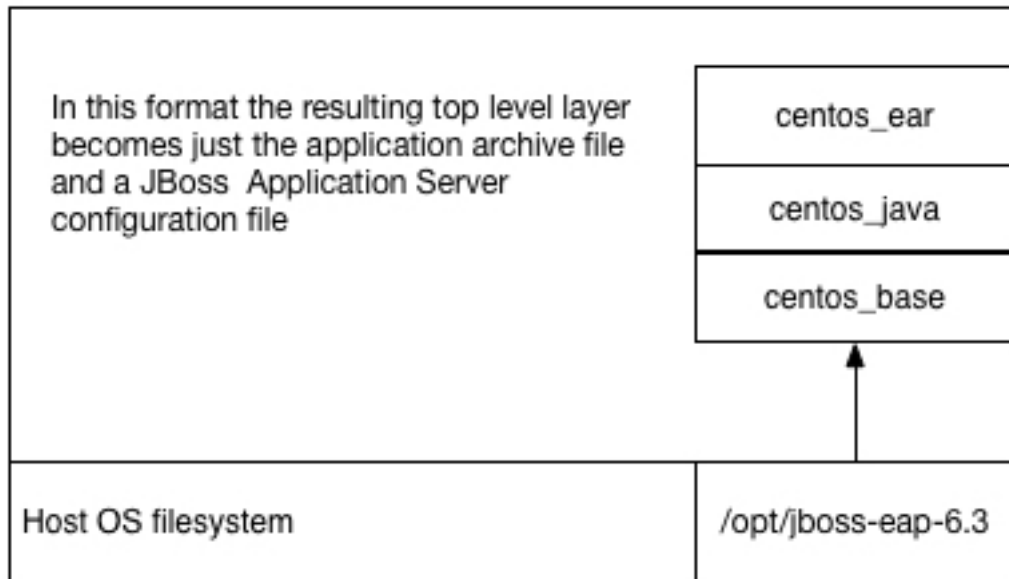 In this format the resulting top level layer
becomes just the application archive file
and a JBoss Application Server
configuration file
centos_ear
centos_java
centos_base
Host OS filesystem
/opt/jboss-eap-6.3